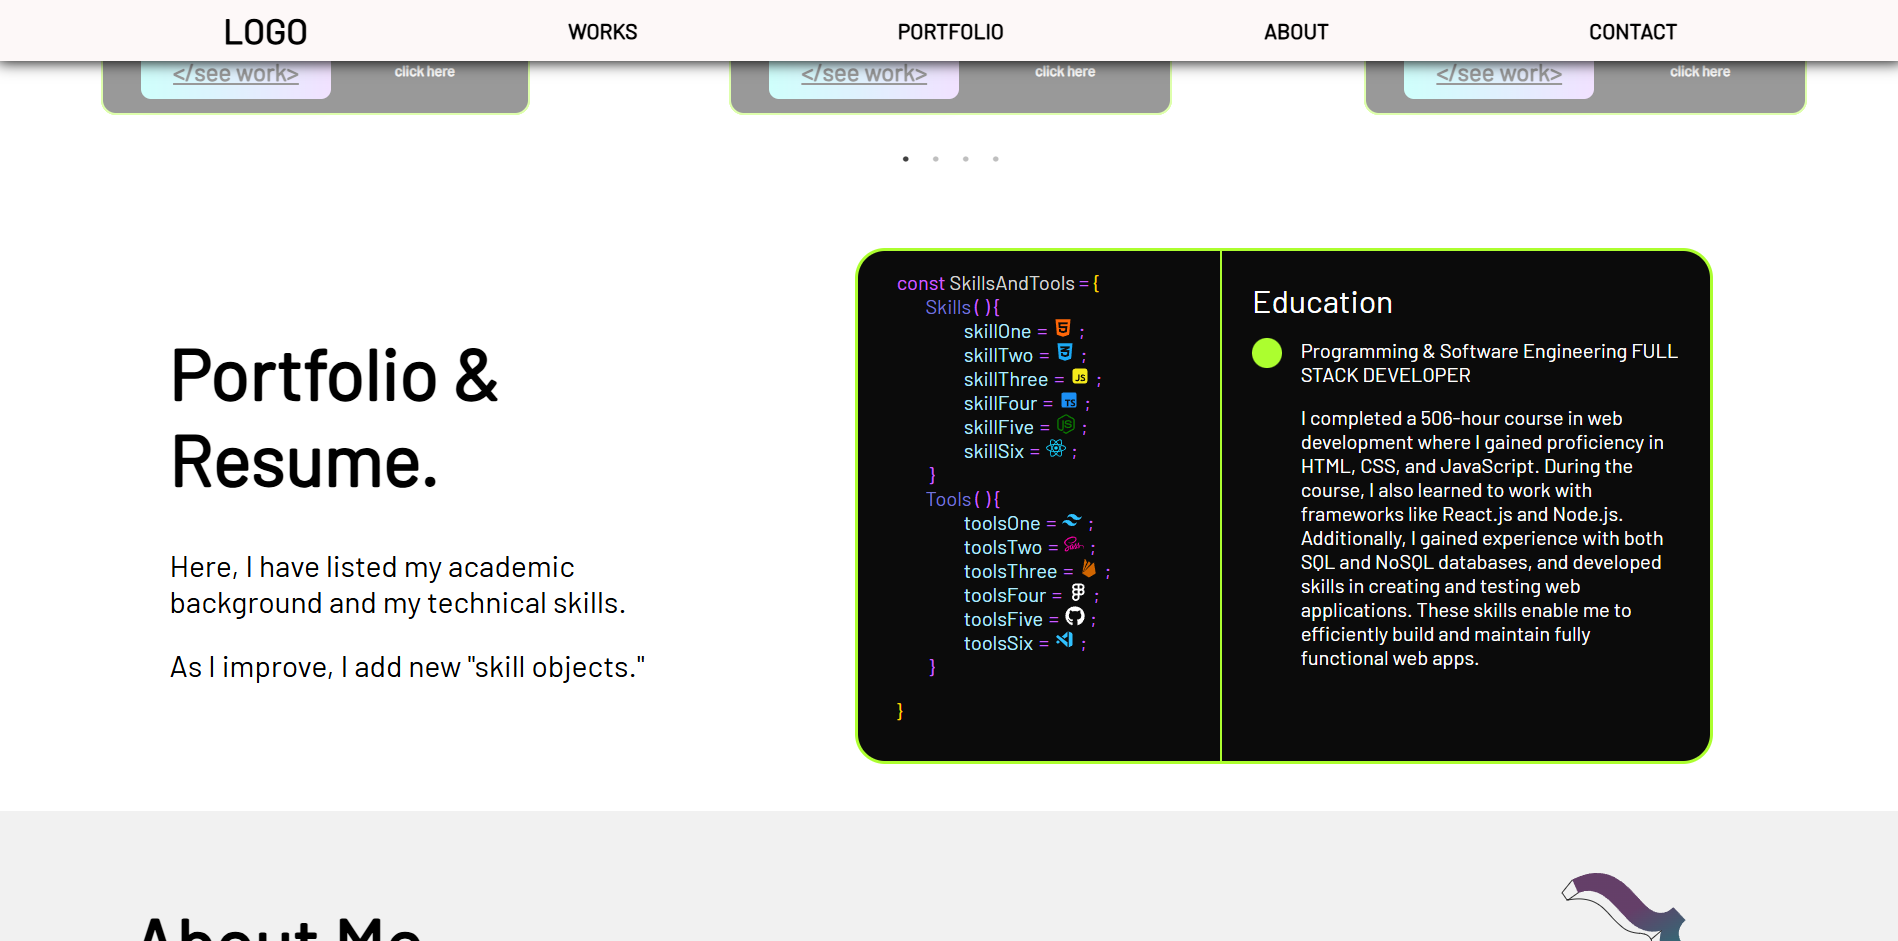 LOGO WORKS PORTFOLIO ABOUT CONTACT
</see work> click here </see work> click here </see work> click here
Portfolio &
Resume.
Here, I have listed my academic
background and my technical skills.
As I improve, I add new "skill objects."
const SkillsAndTools = {
Skills ( ) {
skillOne = ;
skillTwo = ;
skillThree = JS ;
skillFour = TS ;
skillFive = JS ;
skillSix = ;
}
Tools ( ) {
toolsOne = ;
toolsTwo = Sass ;
toolsThree = ;
toolsFour = ;
toolsFive = ;
toolsSix = ;
}
}
Education
Programming & Software Engineering FULL
STACK DEVELOPER
I completed a 506-hour course in web
development where I gained proficiency in
HTML, CSS, and JavaScript. During the
course, I also learned to work with
frameworks like React.js and Node.js.
Additionally, I gained experience with both
SQL and NoSQL databases, and developed
skills in creating and testing web
applications. These skills enable me to
efficiently build and maintain fully
functional web apps.
About Me